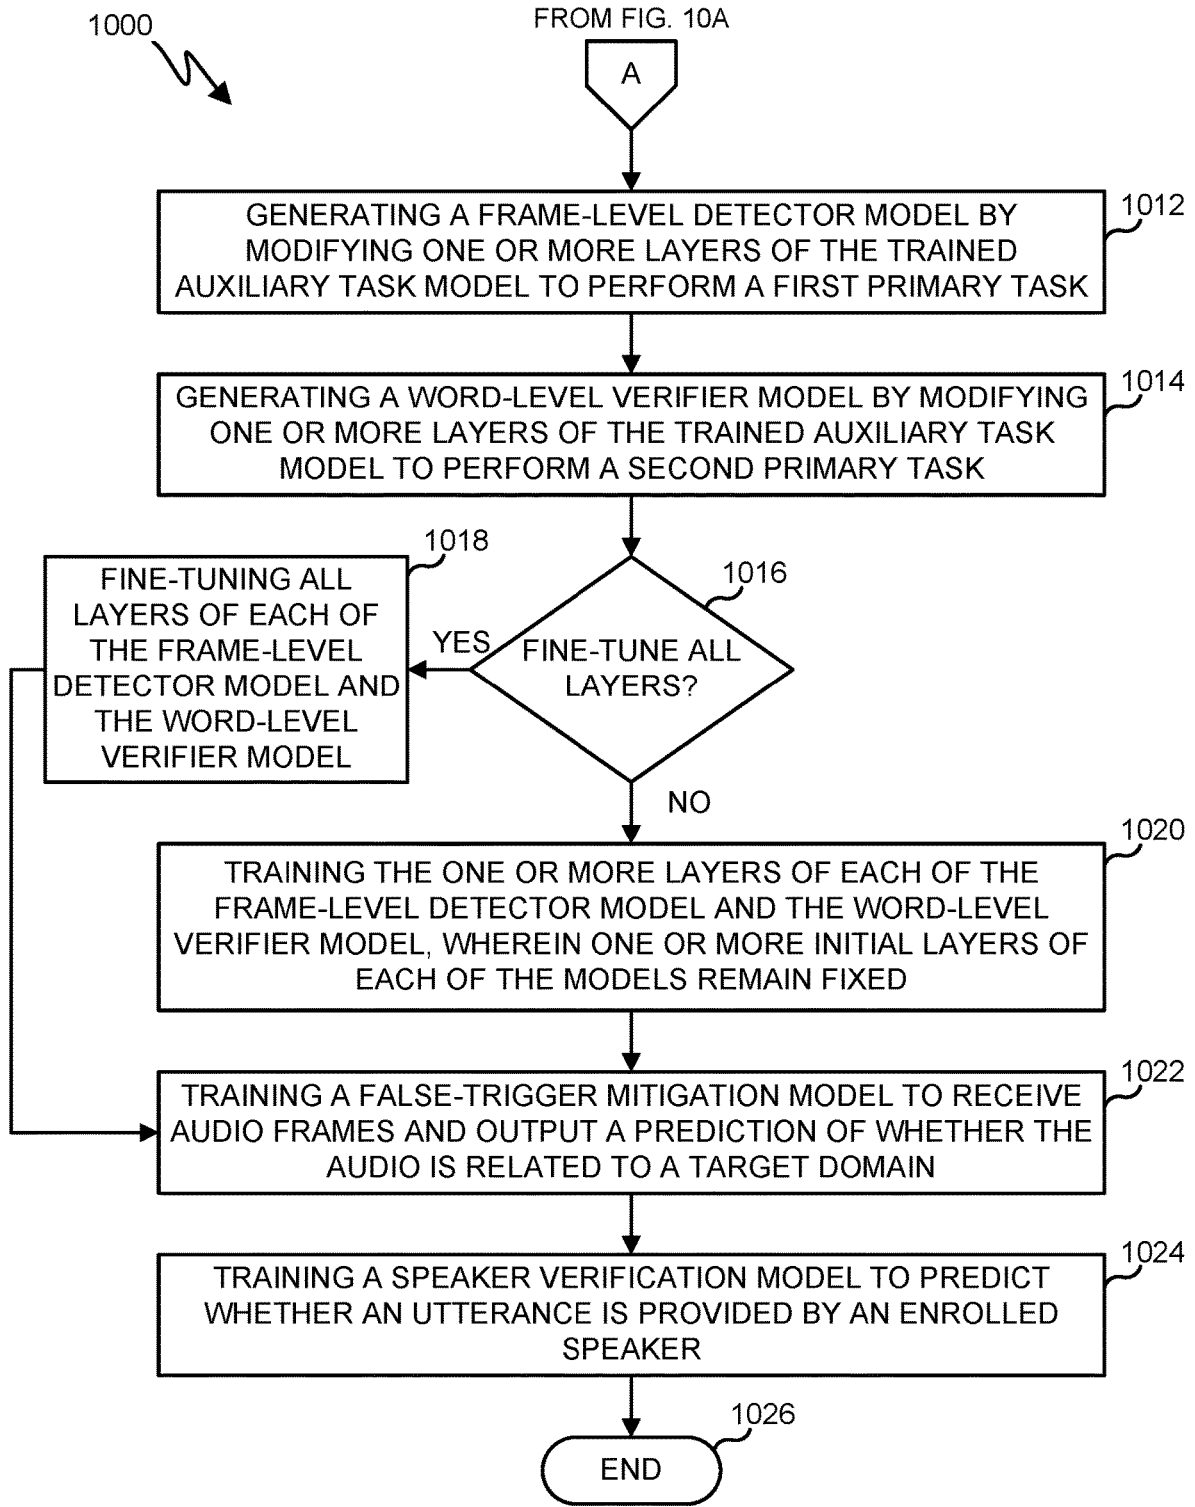 1000
FROM FIG. 10A
A
1012
GENERATING A FRAME-LEVEL DETECTOR MODEL BY
MODIFYING ONE OR MORE LAYERS OF THE TRAINED
AUXILIARY TASK MODEL TO PERFORM A FIRST PRIMARY TASK
1014
GENERATING A WORD-LEVEL VERIFIER MODEL BY MODIFYING
ONE OR MORE LAYERS OF THE TRAINED AUXILIARY TASK
MODEL TO PERFORM A SECOND PRIMARY TASK
1016
FINE-TUNE ALL
LAYERS?
YES
1018
FINE-TUNING ALL
LAYERS OF EACH OF
THE FRAME-LEVEL
DETECTOR MODEL AND
THE WORD-LEVEL
VERIFIER MODEL
NO
1020
TRAINING THE ONE OR MORE LAYERS OF EACH OF THE
FRAME-LEVEL DETECTOR MODEL AND THE WORD-LEVEL
VERIFIER MODEL, WHEREIN ONE OR MORE INITIAL LAYERS OF
EACH OF THE MODELS REMAIN FIXED
1022
TRAINING A FALSE-TRIGGER MITIGATION MODEL TO RECEIVE
AUDIO FRAMES AND OUTPUT A PREDICTION OF WHETHER THE
AUDIO IS RELATED TO A TARGET DOMAIN
1024
TRAINING A SPEAKER VERIFICATION MODEL TO PREDICT
WHETHER AN UTTERANCE IS PROVIDED BY AN ENROLLED
SPEAKER
1026
END